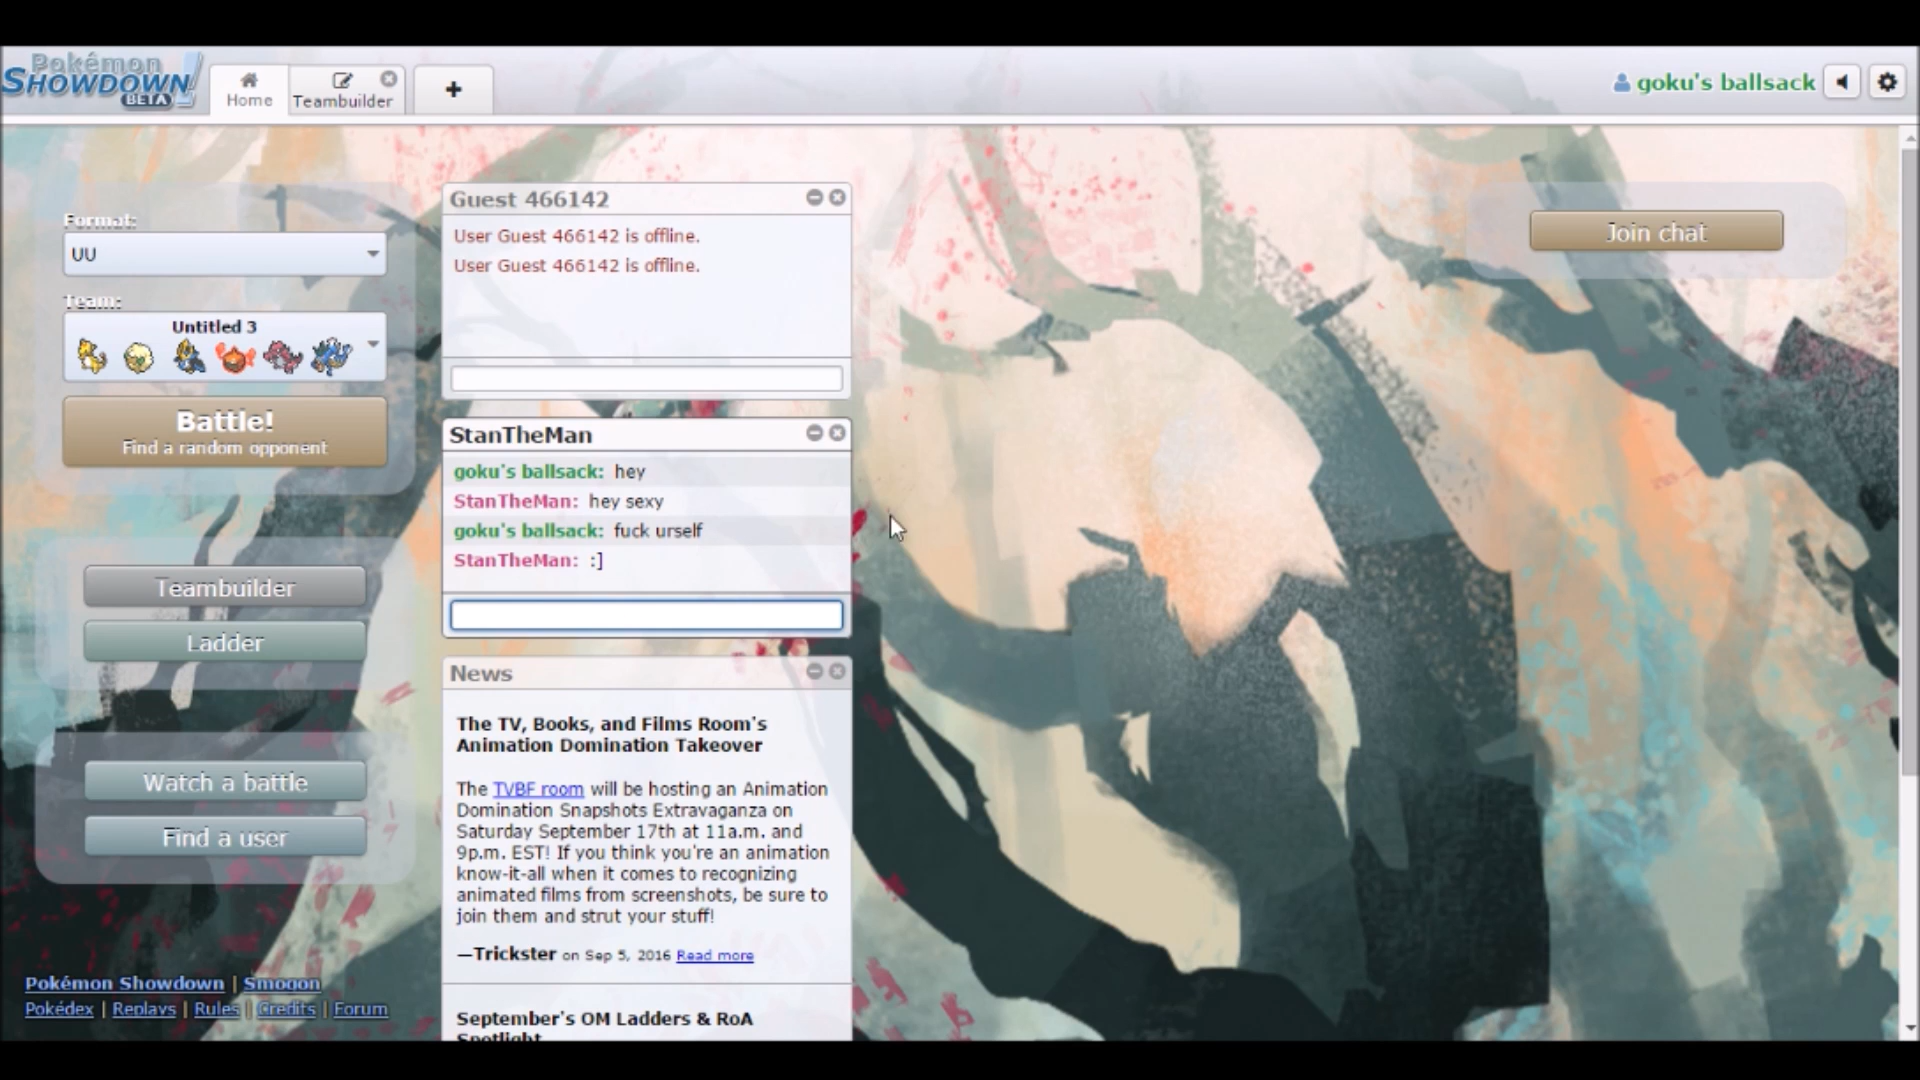 Pokémon
SHOWDOWN!
BETA
Home
Teambuilder
+
goku's ballsack
Format:
UU
Team:
Untitled 3
Battle!
Find a random opponent
Teambuilder
Ladder
Watch a battle
Find a user
Pokémon Showdown | Smogon
Pokédex | Replays | Rules | Credits | Forum
Guest 466142
User Guest 466142 is offline.
User Guest 466142 is offline.
StanTheMan
goku's ballsack: hey
StanTheMan: hey sexy
goku's ballsack: fuck urself
StanTheMan: :]
News
The TV, Books, and Films Room's
Animation Domination Takeover
The TVBF room will be hosting an Animation
Domination Snapshots Extravaganza on
Saturday September 17th at 11a.m. and
9p.m. EST! If you think you're an animation
know-it-all when it comes to recognizing
animated films from screenshots, be sure to
join them and strut your stuff!
—Trickster on Sep 5, 2016 Read more
September's OM Ladders & RoA
Spotlight
Join chat